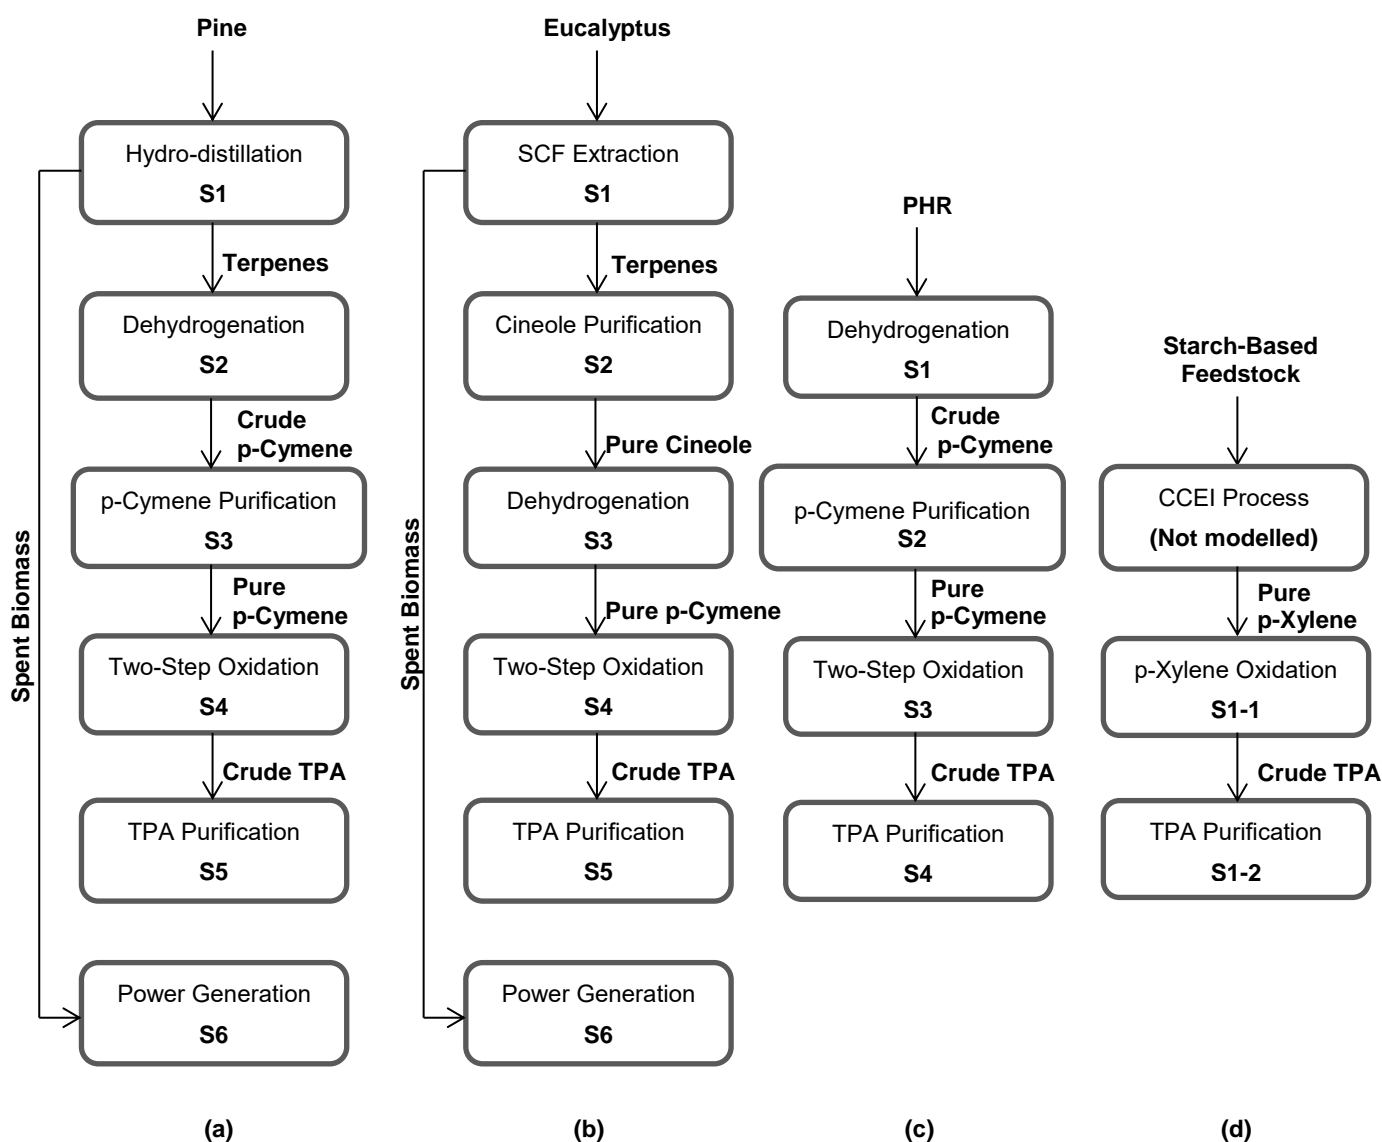 Pine
Hydro-distillation
S1
Terpenes
Dehydrogenation
S2
Crude
p-Cymene
p-Cymene Purification
S3
Pure
p-Cymene
Two-Step Oxidation
S4
Crude TPA
TPA Purification
S5
Power Generation
S6
Spent Biomass
(a)
Eucalyptus
SCF Extraction
S1
Terpenes
Cineole Purification
S2
Pure Cineole
Dehydrogenation
S3
Pure p-Cymene
Two-Step Oxidation
S4
Crude TPA
TPA Purification
S5
Power Generation
S6
Spent Biomass
(b)
PHR
Dehydrogenation
S1
Crude
p-Cymene
p-Cymene Purification
S2
Pure
p-Cymene
Two-Step Oxidation
S3
Crude TPA
TPA Purification
S4
(c)
Starch-Based
Feedstock
CCEI Process
(Not modelled)
Pure
p-Xylene
p-Xylene Oxidation
S1-1
Crude TPA
TPA Purification
S1-2
(d)